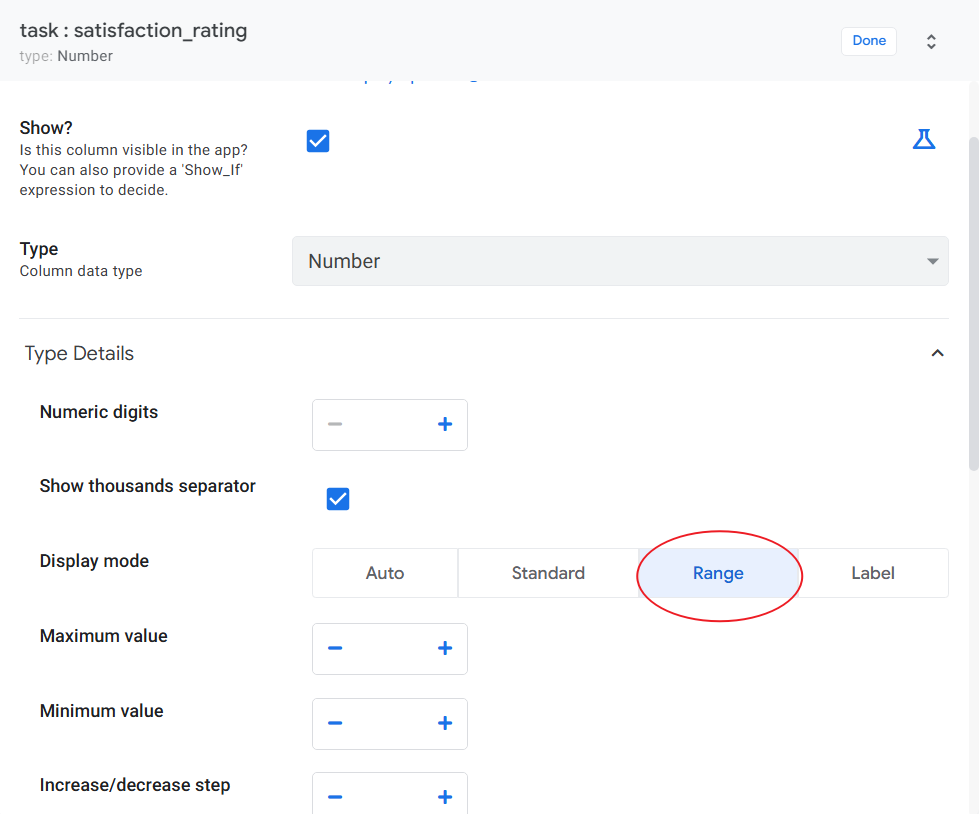 task : satisfaction_rating
type: Number
Done
Show?
Is this column visible in the app?
You can also provide a 'Show_If'
expression to decide.
Type
Column data type
Number
Type Details
Numeric digits
Show thousands separator
Display mode
Auto
Standard
Range
Label
Maximum value
Minimum value
Increase/decrease step